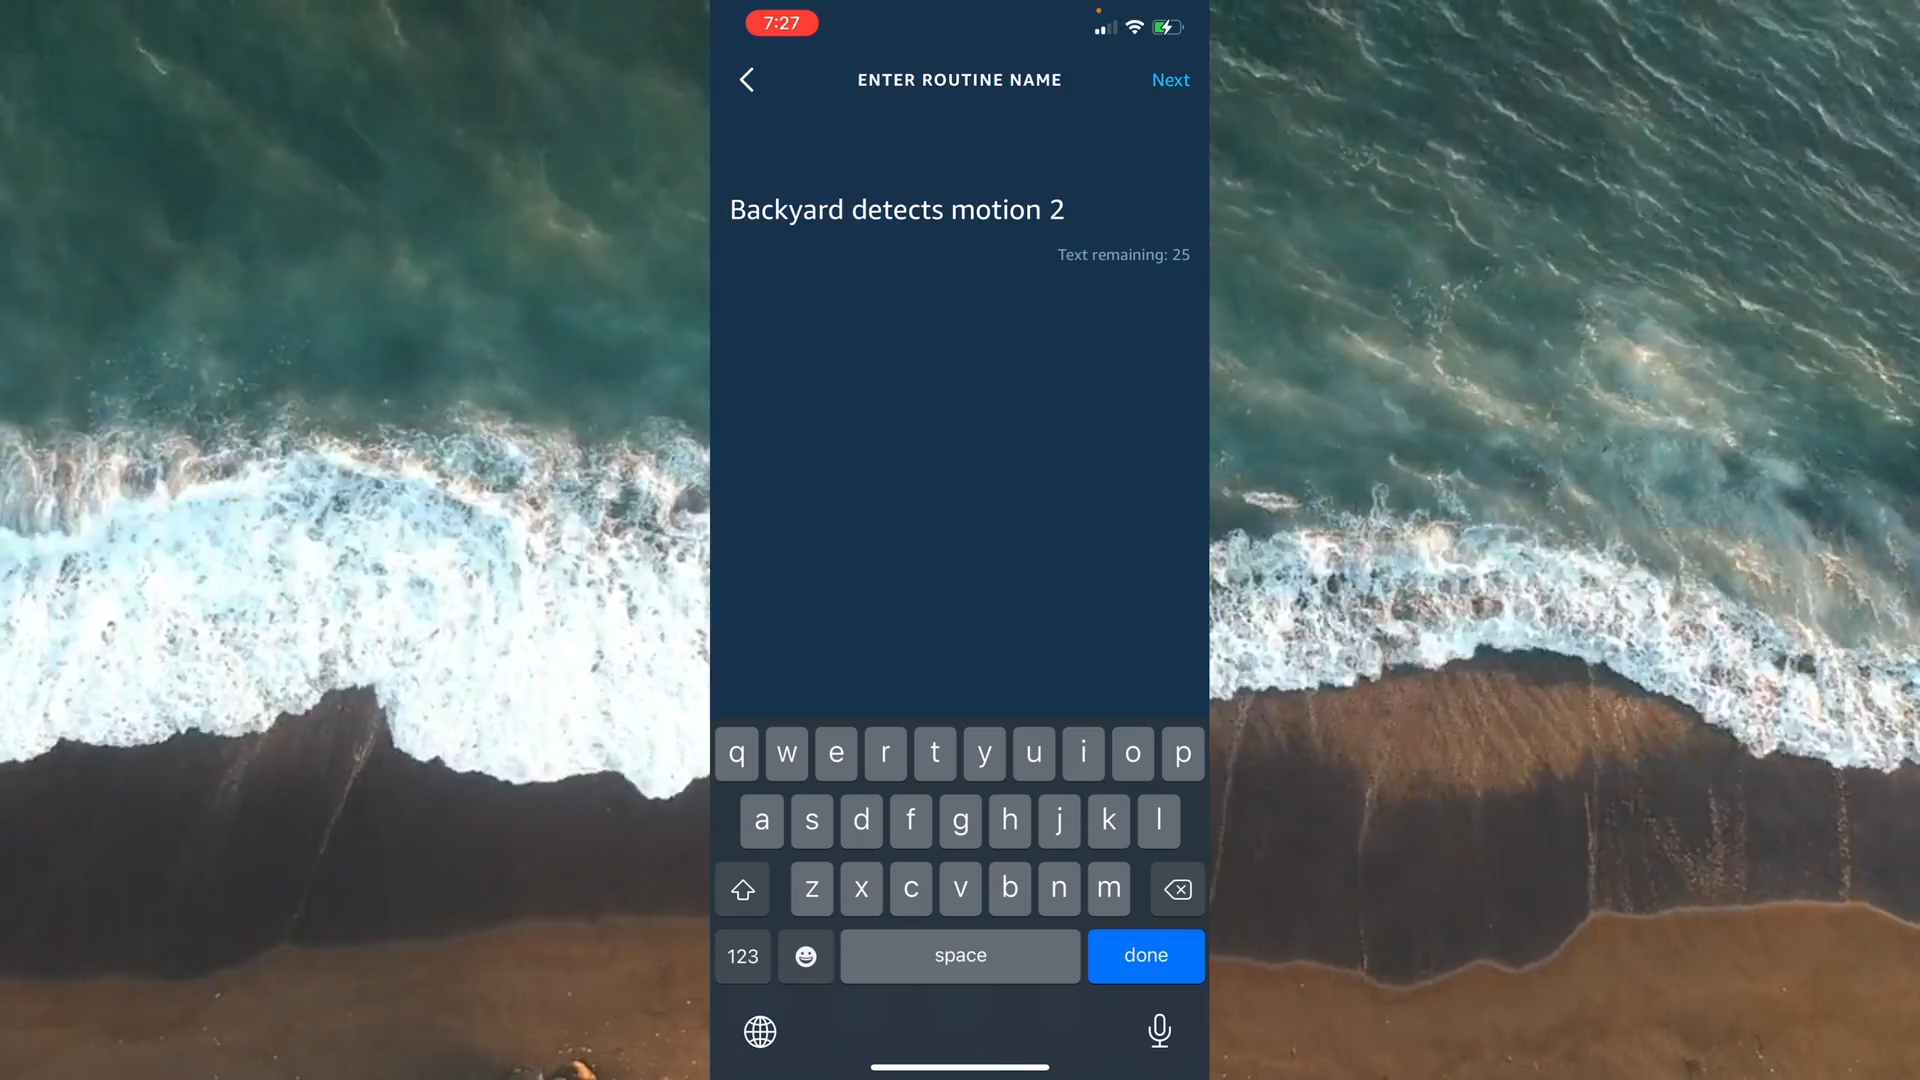 7:27
ENTER ROUTINE NAME
Next
Backyard detects motion 2
Text remaining: 25
q w e r t y u i o p
a s d f g h j k l
z x c v b n m
123 space done